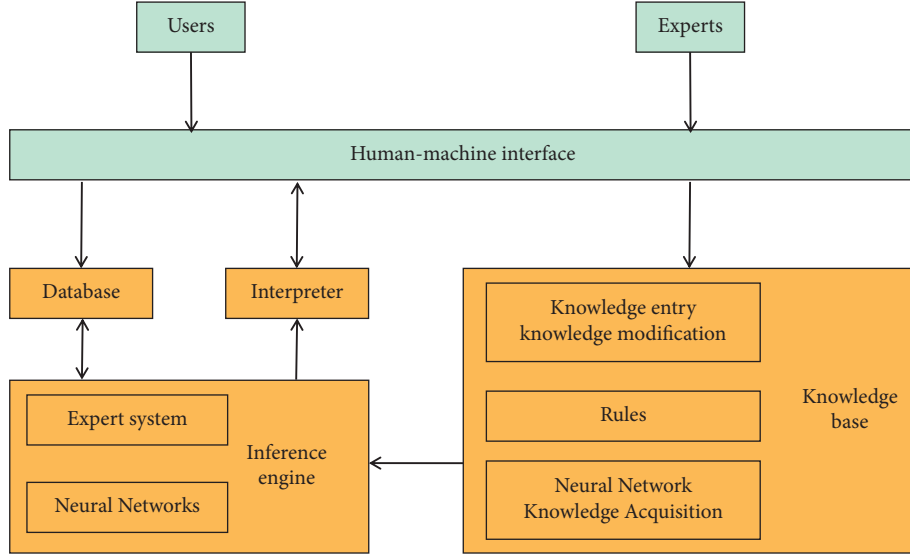 Users
Experts
Human-machine interface
Database
Interpreter
Knowledge entry
knowledge modification
Rules
Knowledge
base
Neural Network
Knowledge Acquisition
Expert system
Inference
engine
Neural Networks